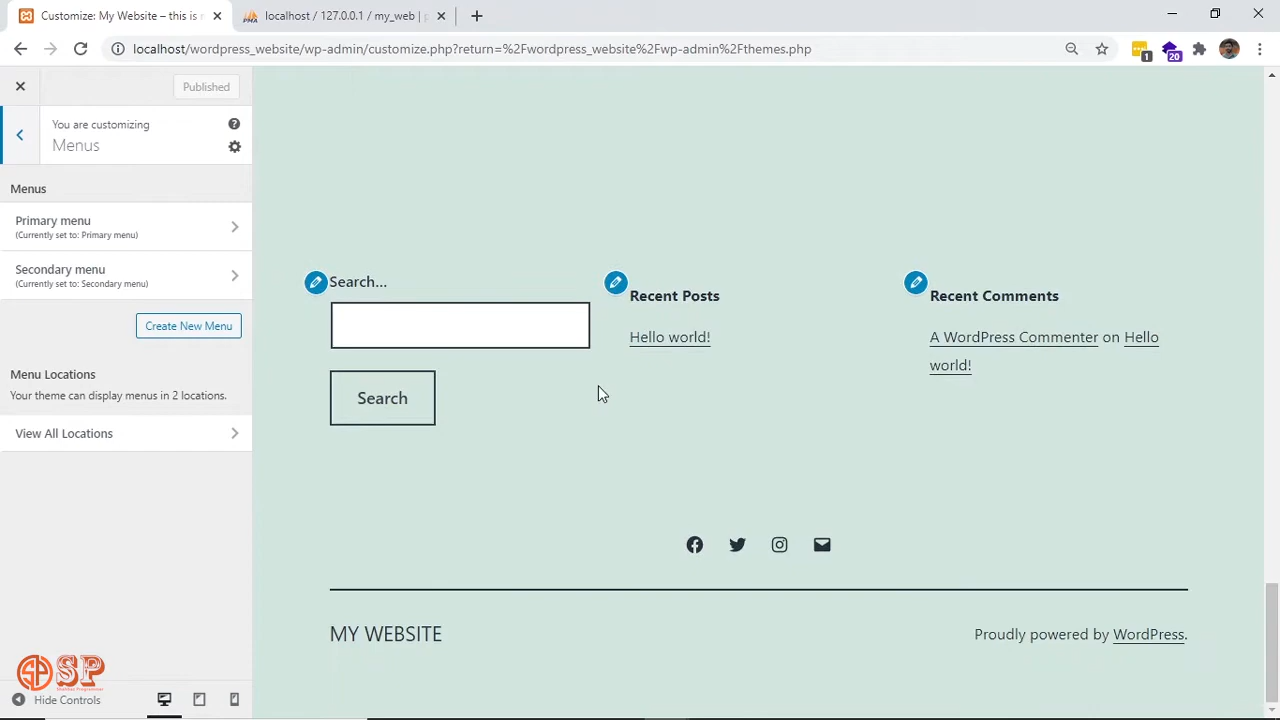 Customize: My Website – this is m
localhost / 127.0.0.1 / my_web | p
localhost/wordpress_website/wp-admin/customize.php?return=%2Fwordpress_website%2Fwp-admin%2Fthemes.php
1
20
Published
You are customizing
Menus
Menus
Primary menu
(Currently set to: Primary menu)
Secondary menu
(Currently set to: Secondary menu)
Create New Menu
Menu Locations
Your theme can display menus in 2 locations.
View All Locations
Hide Controls
Search...
Search
Recent Posts
Hello world!
Recent Comments
A WordPress Commenter on Hello
world!
MY WEBSITE
Proudly powered by WordPress.
SP